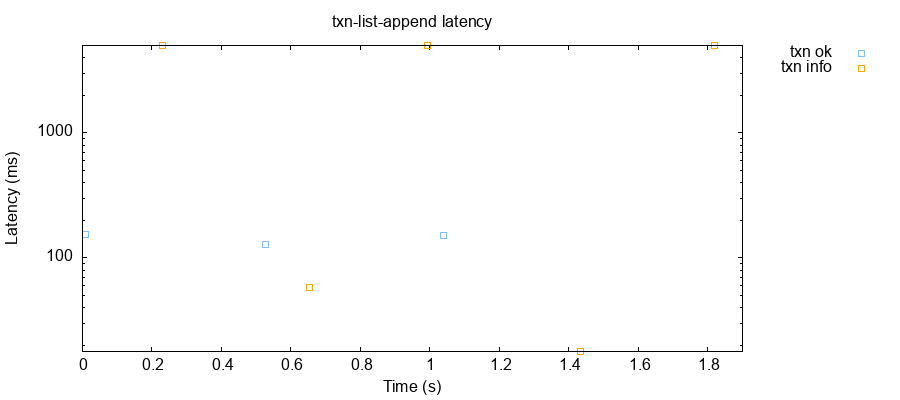 txn-list-append latency
txn ok
txn info
1000
100
Latency (ms)
0 0.2 0.4 0.6 0.8 1 1.2 1.4 1.6 1.8
Time (s)